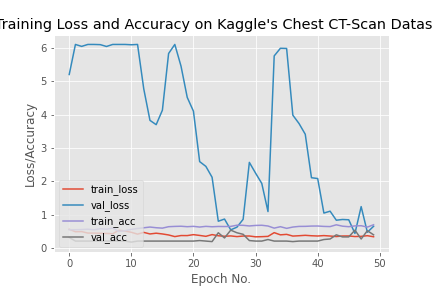 Training Loss and Accuracy on Kaggle's Chest CT-Scan Datas
6
5
4
3
2
1
0
Loss/Accuracy
train_loss
val_loss
train_acc
val_acc
0 10 20 30 40 50
Epoch No.